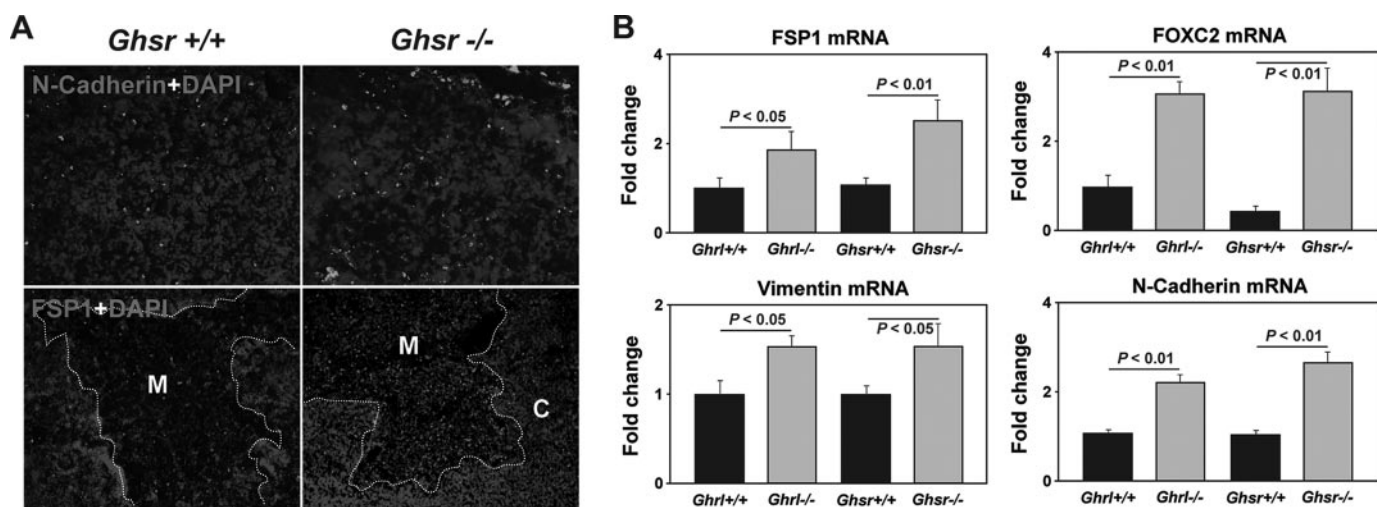 A
Ghsr +/+
Ghsr -/-
N-Cadherin+DAPI
FSP1+DAPI
M
M
C
B
FSP1 mRNA
Fold change
4
2
0
P < 0.05
P < 0.01
Ghrl+/+
Ghrl-/-
Ghsr+/+
Ghsr-/-
FOXC2 mRNA
Fold change
4
2
0
P < 0.01
P < 0.01
Ghrl+/+
Ghrl-/-
Ghsr+/+
Ghsr-/-
Vimentin mRNA
Fold change
2
1
0
P < 0.05
P < 0.05
Ghrl+/+
Ghrl-/-
Ghsr+/+
Ghsr-/-
N-Cadherin mRNA
Fold change
4
2
0
P < 0.01
P < 0.01
Ghrl+/+
Ghrl-/-
Ghsr+/+
Ghsr-/-